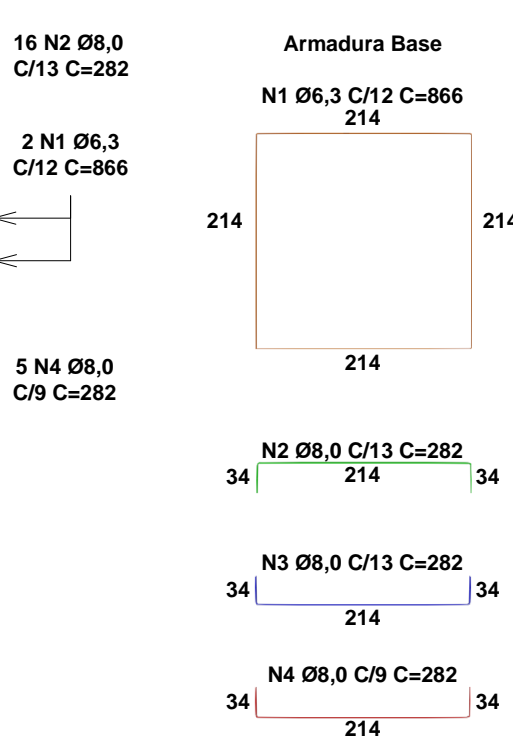 16 N2 Ø8,0
C/13 C=282
2 N1 Ø6,3
C/12 C=866
5 N4 Ø8,0
C/9 C=282
Armadura Base
N1 Ø6,3 C/12 C=866
214
214
214
214
N2 Ø8,0 C/13 C=282
34
214
34
N3 Ø8,0 C/13 C=282
34
34
214
N4 Ø8,0 C/9 C=282
34
34
214